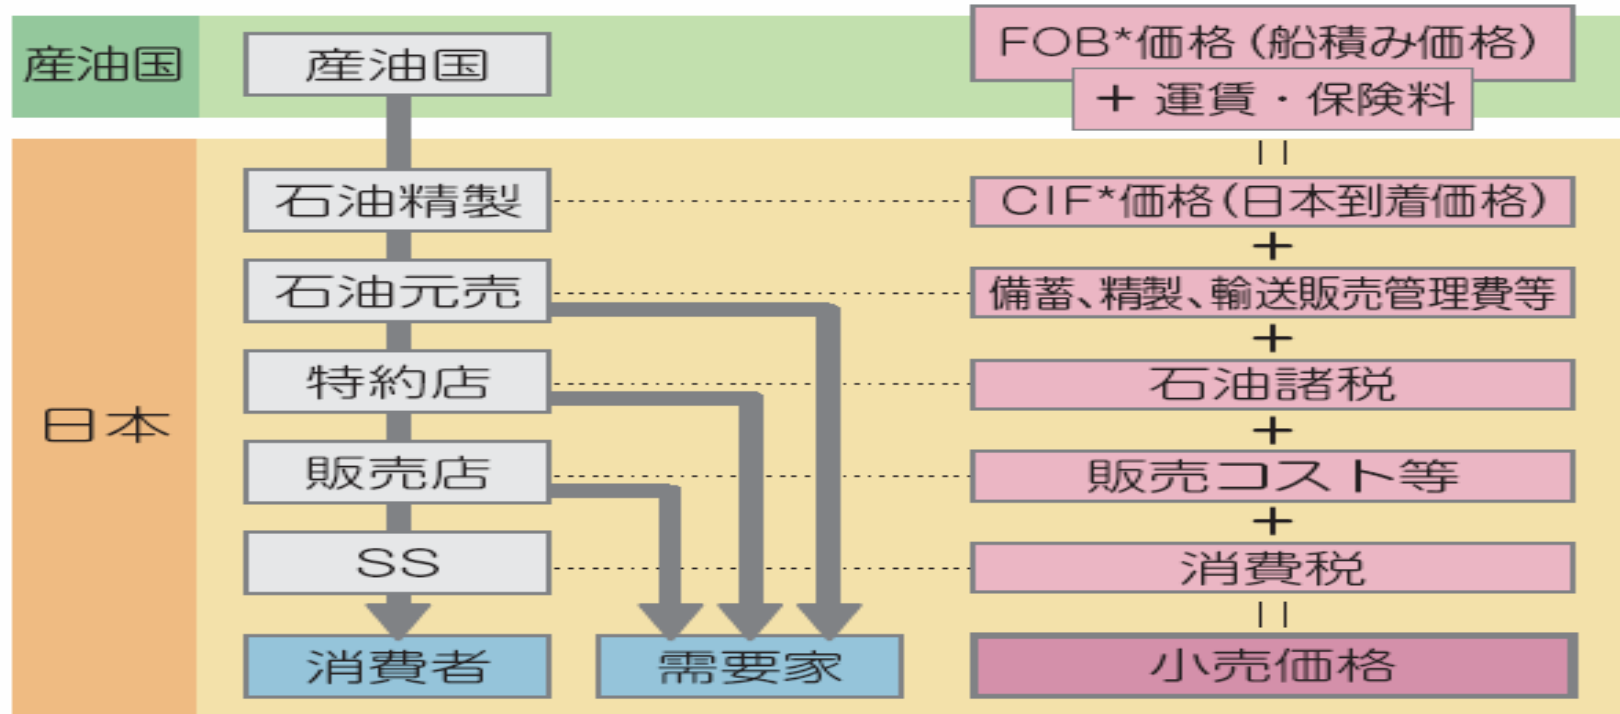 産油国
産油国
FOB*価格(船積み価格)
+ 運賃・保険料
||
日本
石油精製
CIF*価格(日本到着価格)
+
石油元売
備蓄、精製、輸送販売管理費等
+
特約店
石油諸税
+
販売店
販売コスト等
+
SS
消費税
||
消費者
需要家
小売価格